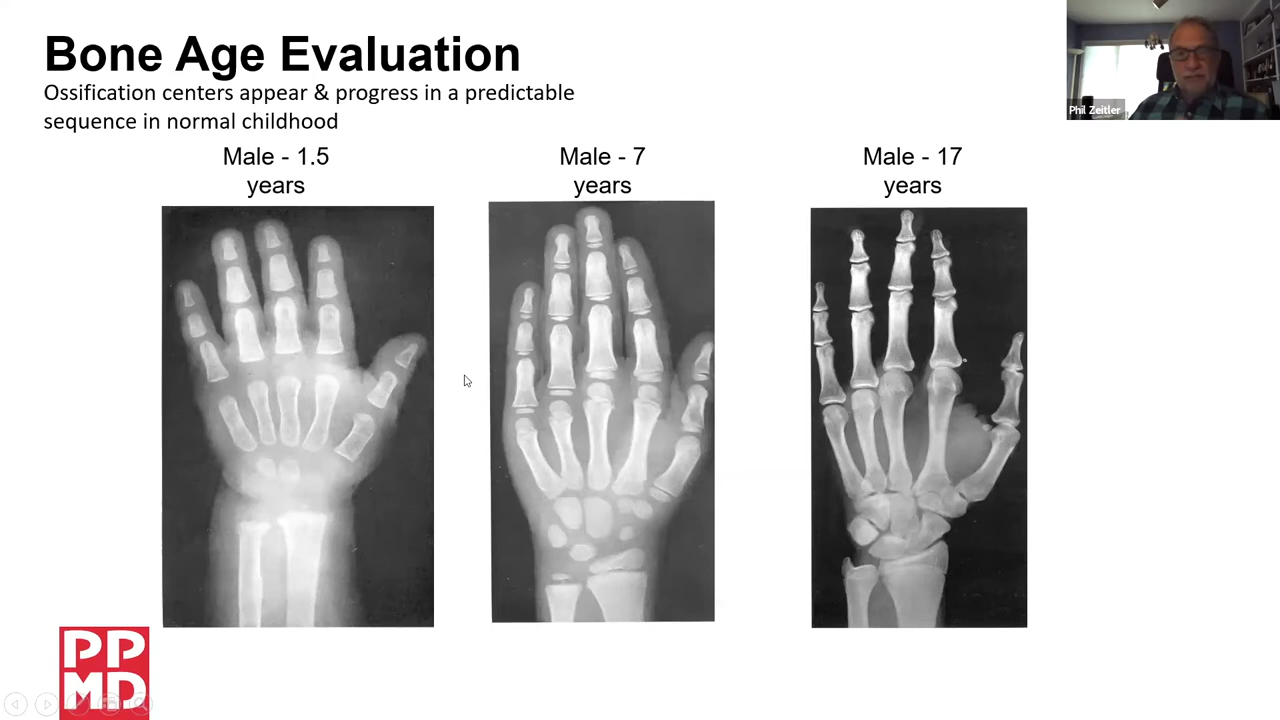 Bone Age Evaluation
Ossification centers appear & progress in a predictable
sequence in normal childhood
Male - 1.5
years
Male - 7
years
Male - 17
years
Phil Zeitler
PP
MD